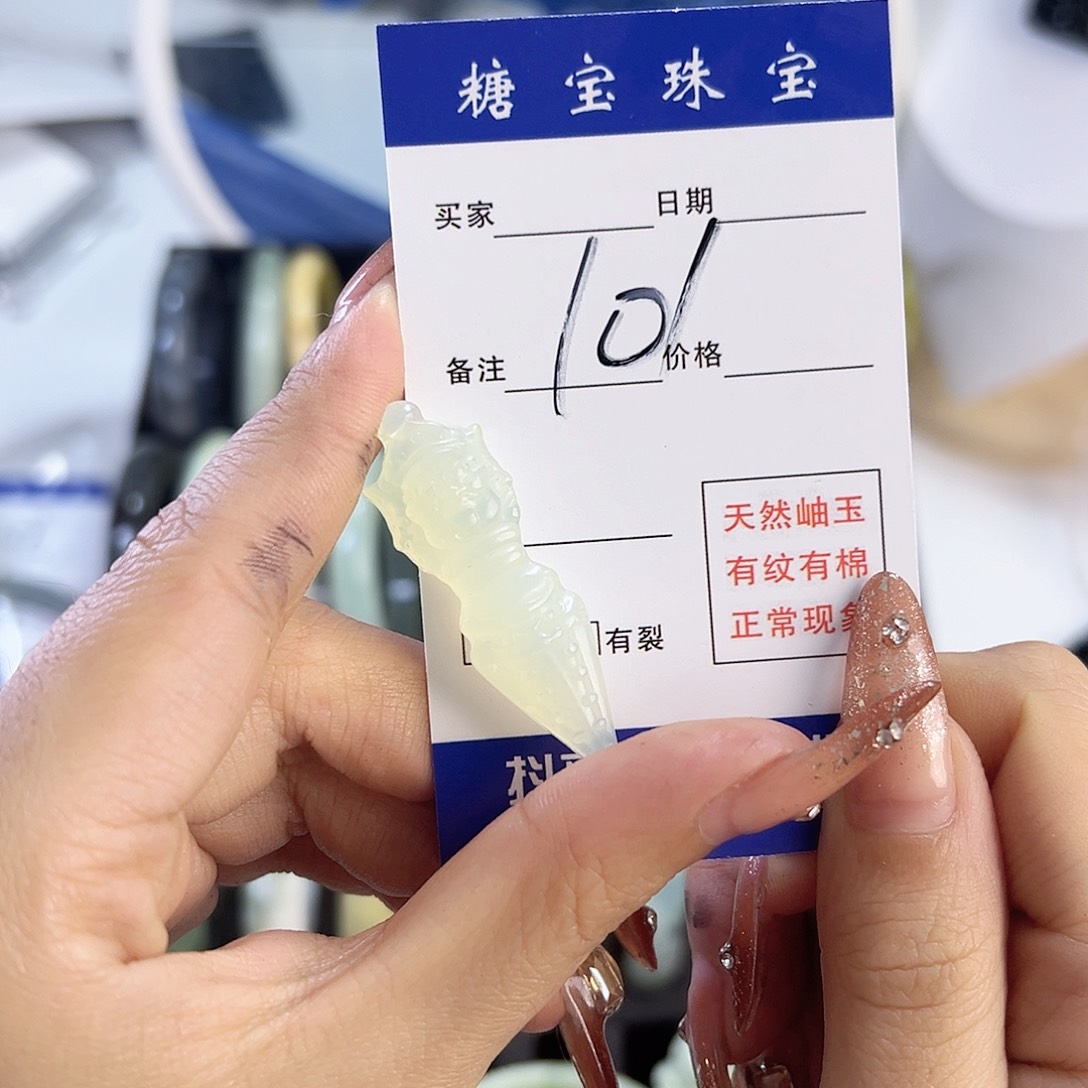 糖宝珠宝
买家 日期
101
备注 价格
天然岫玉
有纹有棉
正常现象
有裂